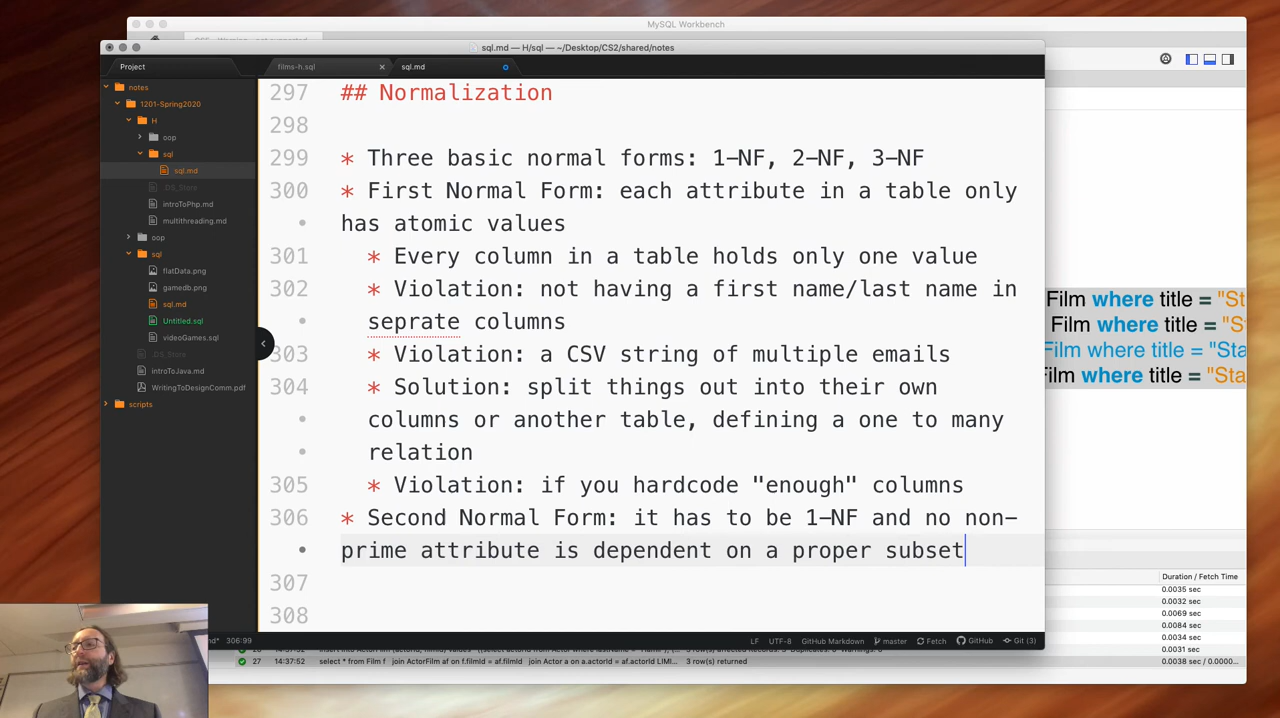 MySQL Workbench
sql.md — H/sql — ~/Desktop/CS2/shared/notes
Project
films-h.sql
sql.md
notes
1201-Spring2020
H
oop
sql
sql.md
.DS_Store
introToPhp.md
multithreading.md
oop
sql
flatData.png
gamedb.png
sql.md
Untitled.sql
videoGames.sql
.DS_Store
introToJava.md
WritingToDesignComm.pdf
scripts
297 ## Normalization
298
299 * Three basic normal forms: 1-NF, 2-NF, 3-NF
300 * First Normal Form: each attribute in a table only
has atomic values
301 * Every column in a table holds only one value
302 * Violation: not having a first name/last name in
seprate columns
303 * Violation: a CSV string of multiple emails
304 * Solution: split things out into their own
columns or another table, defining a one to many
relation
305 * Violation: if you hardcode "enough" columns
306 * Second Normal Form: it has to be 1-NF and no non-
prime attribute is dependent on a proper subset
307
308
Film where title = "St
Film where title = "St
Film where title = "Sta
Film where title = "Sta
Duration / Fetch Time
0.0035 sec
0.0032 sec
0.0069 sec
0.0084 sec
0.0034 sec
0.0031 sec
0.0038 sec / 0.0000...
306:99
LF UTF-8 GitHub Markdown master Fetch GitHub Git (3)
27 14:37:52 select * from Film f join ActorFilm af on f.filmId = af.filmId join Actor a on a.actorId = af.actorId LIMI... 3 row(s) returned